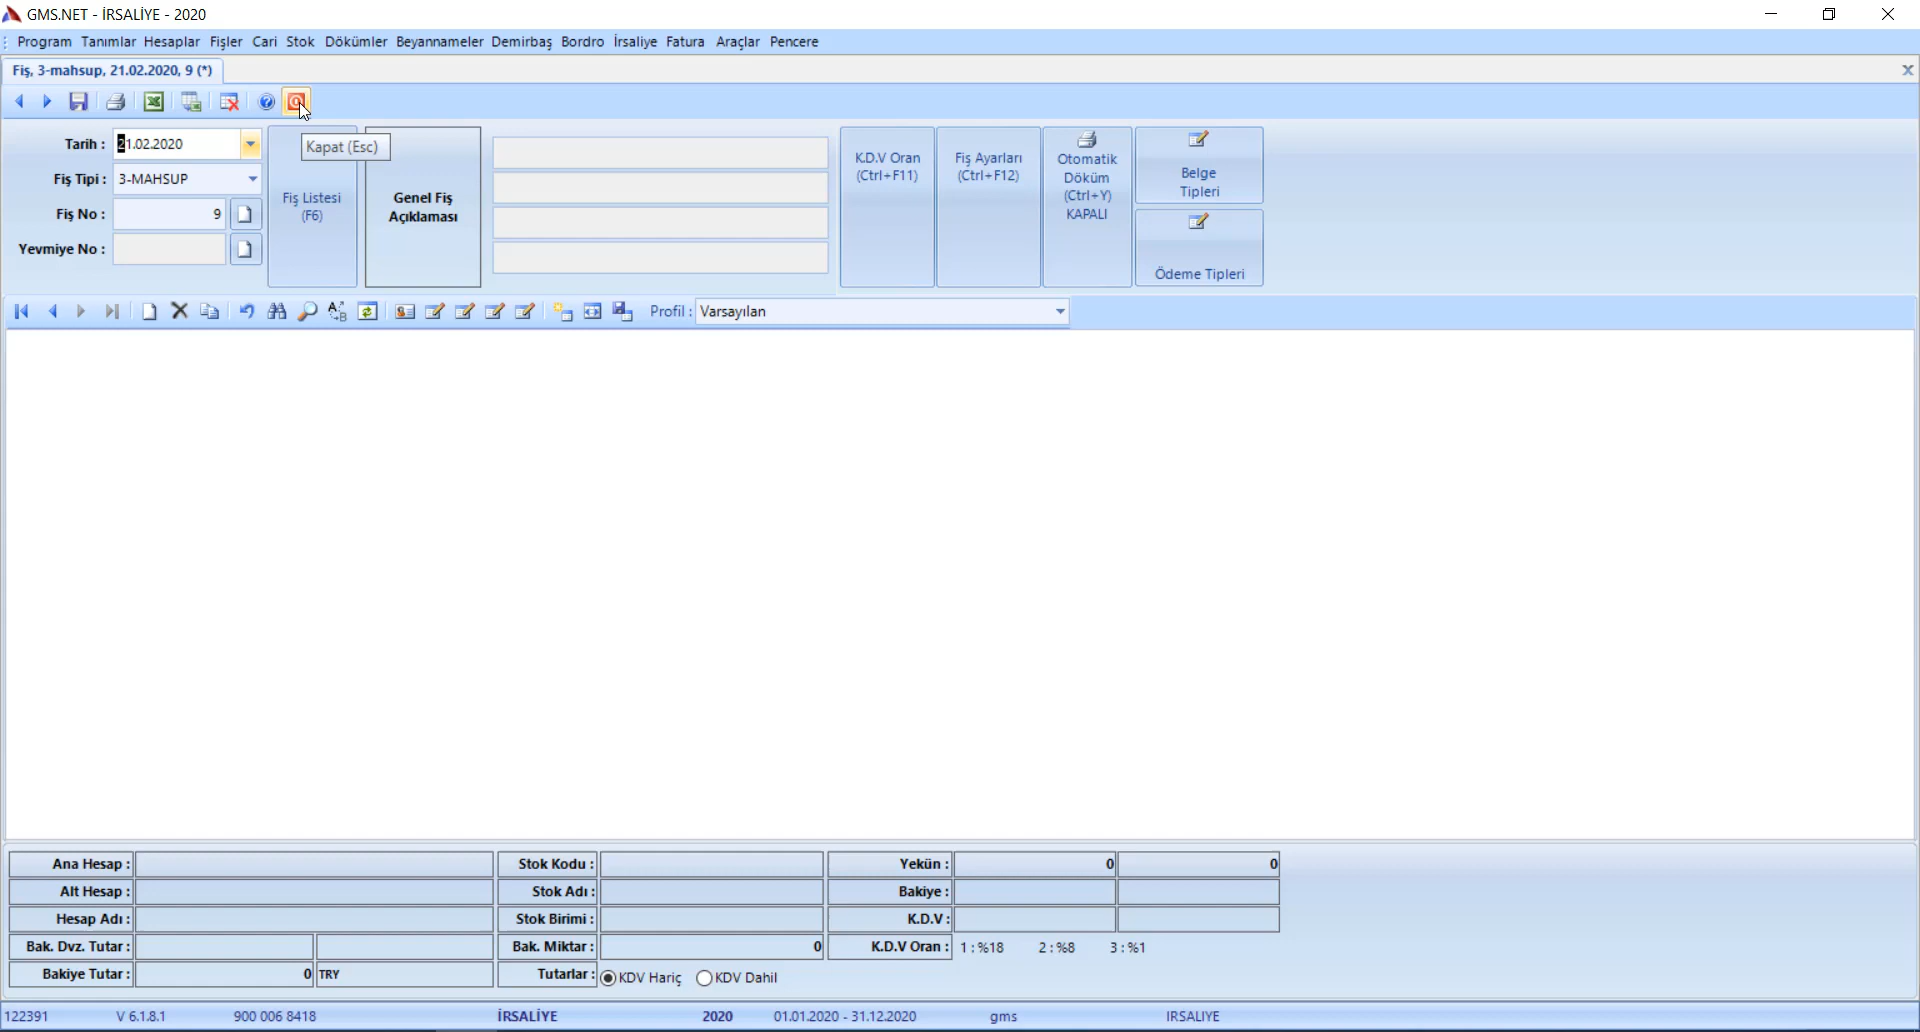 GMS.NET - İRSALİYE - 2020
Program Tanımlar Hesaplar Fişler Cari Stok Dökümler Beyannameler Demirbaş Bordro İrsaliye Fatura Araçlar Pencere
Fiş, 3-mahsup, 21.02.2020, 9 (*)
Tarih : 21.02.2020
Kapat (Esc)
Fiş Tipi : 3-MAHSUP
Fiş No : 9
Yevmiye No :
Fiş Listesi
(F6)
Genel Fiş
Açıklaması
K.D.V Oran
(Ctrl+F11)
Fiş Ayarları
(Ctrl+F12)
Otomatik
Döküm
(Ctrl+Y)
KAPALI
Belge
Tipleri
Ödeme Tipleri
Profil : Varsayılan
Ana Hesap : Stok Kodu : Yekün : 0 0
Alt Hesap : Stok Adı : Bakiye :
Hesap Adı : Stok Birimi : K.D.V :
Bak. Dvz. Tutar : Bak. Miktar : 0 K.D.V Oran : 1 : %18 2 : %8 3 : %1
Bakiye Tutar : 0 TRY Tutarlar : KDV Hariç KDV Dahil
122391 V 6.1.8.1 900 006 8418 İRSALİYE 2020 01.01.2020 - 31.12.2020 gms IRSALIYE